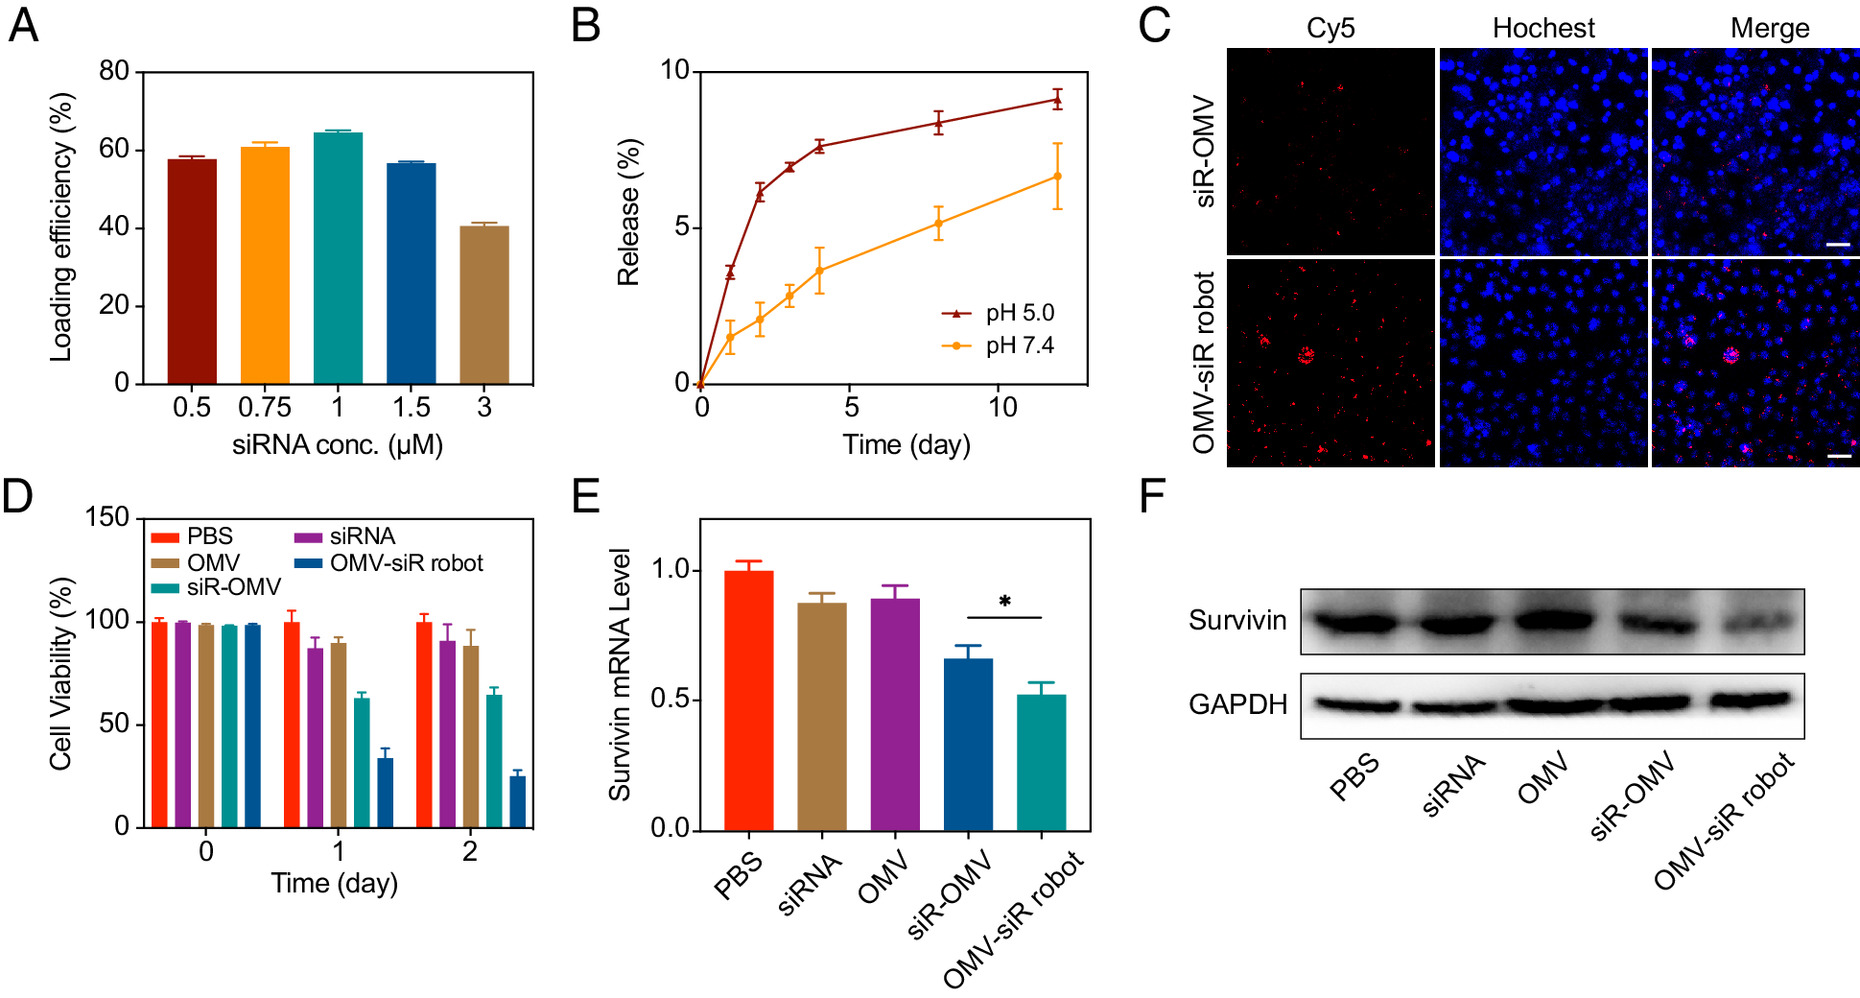 A
Loading efficiency (%)
80
60
40
20
0
0.5 0.75 1 1.5 3
siRNA conc. (µM)
B
Release (%)
10
5
0
pH 5.0
pH 7.4
0 5 10
Time (day)
C
Cy5 Hochest Merge
siR-OMV
OMV-siR robot
D
Cell Viability (%)
150
100
50
0
PBS siRNA
OMV OMV-siR robot
siR-OMV
0 1 2
Time (day)
E
Survivin mRNA Level
1.0
0.5
0.0
*
PBS siRNA OMV siR-OMV OMV-siR robot
F
Survivin
GAPDH
PBS siRNA OMV siR-OMV OMV-siR robot